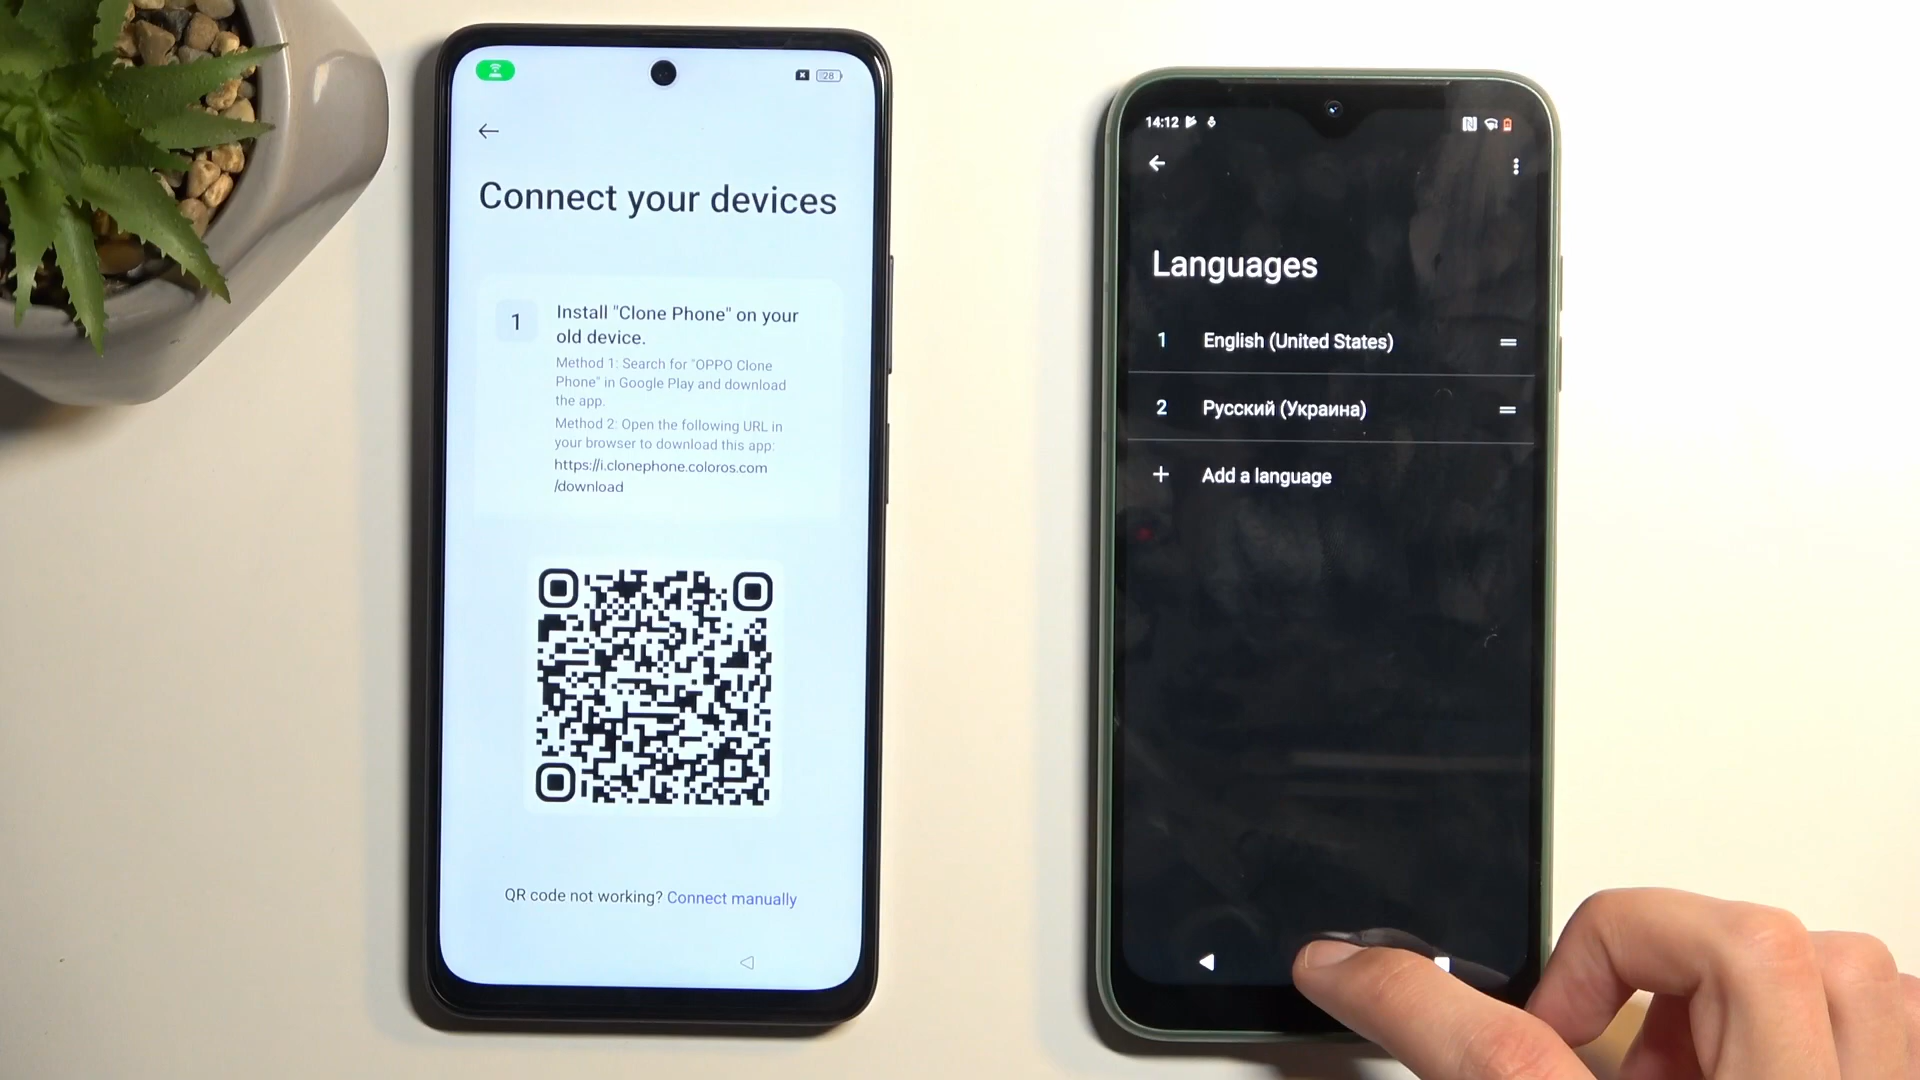 28
Connect your devices
1
Install "Clone Phone" on your
old device.
Method 1: Search for "OPPO Clone
Phone" in Google Play and download
the app.
Method 2: Open the following URL in
your browser to download this app:
https://i.clonephone.coloros.com
/download
QR code not working? Connect manually
14:12
Languages
1 English (United States)
2 Русский (Украина)
+ Add a language